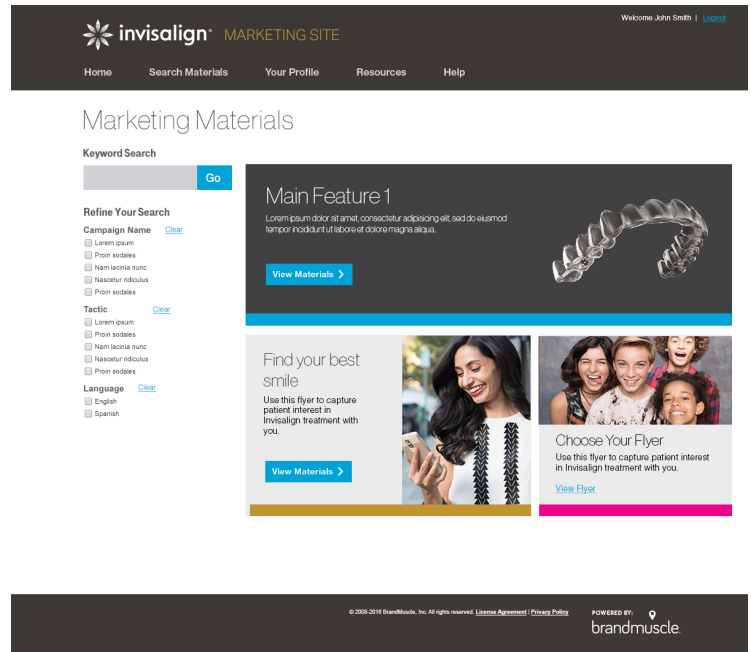 Welcome John Smith | Logout
invisalign® MARKETING SITE
Home Search Materials Your Profile Resources Help
Marketing Materials
Keyword Search
Go
Refine Your Search
Campaign Name Clear
Lorem ipsum
Proin sodales
Nam lacinia nunc
Nascetur ridiculus
Proin sodales
Tactic Clear
Lorem ipsum
Proin sodales
Nam lacinia nunc
Nascetur ridiculus
Proin sodales
Language Clear
English
Spanish
Main Feature 1
Lorem ipsum dolor sit amet, consectetur adipisicing elit, sed do eiusmod
tempor incididunt ut labore et dolore magna aliqua.
View Materials
Find your best
smile
Use this flyer to capture
patient interest in
Invisalign treatment with
you.
View Materials
Choose Your Flyer
Use this flyer to capture patient interest
in Invisalign treatment with you.
View Flyer
© 2008-2016 BrandMuscle, Inc. All rights reserved. License Agreement | Privacy Policy
POWERED BY:
brandmuscle.